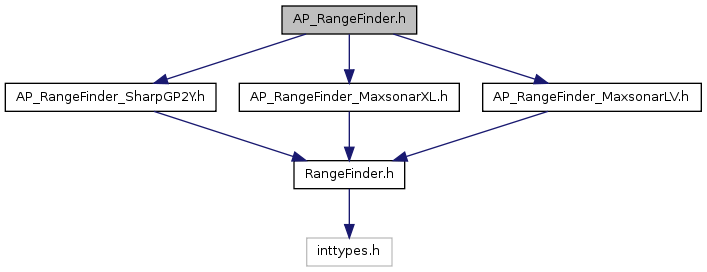 AP_RangeFinder.h
AP_RangeFinder_SharpGP2Y.h
AP_RangeFinder_MaxsonarXL.h
AP_RangeFinder_MaxsonarLV.h
RangeFinder.h
inttypes.h